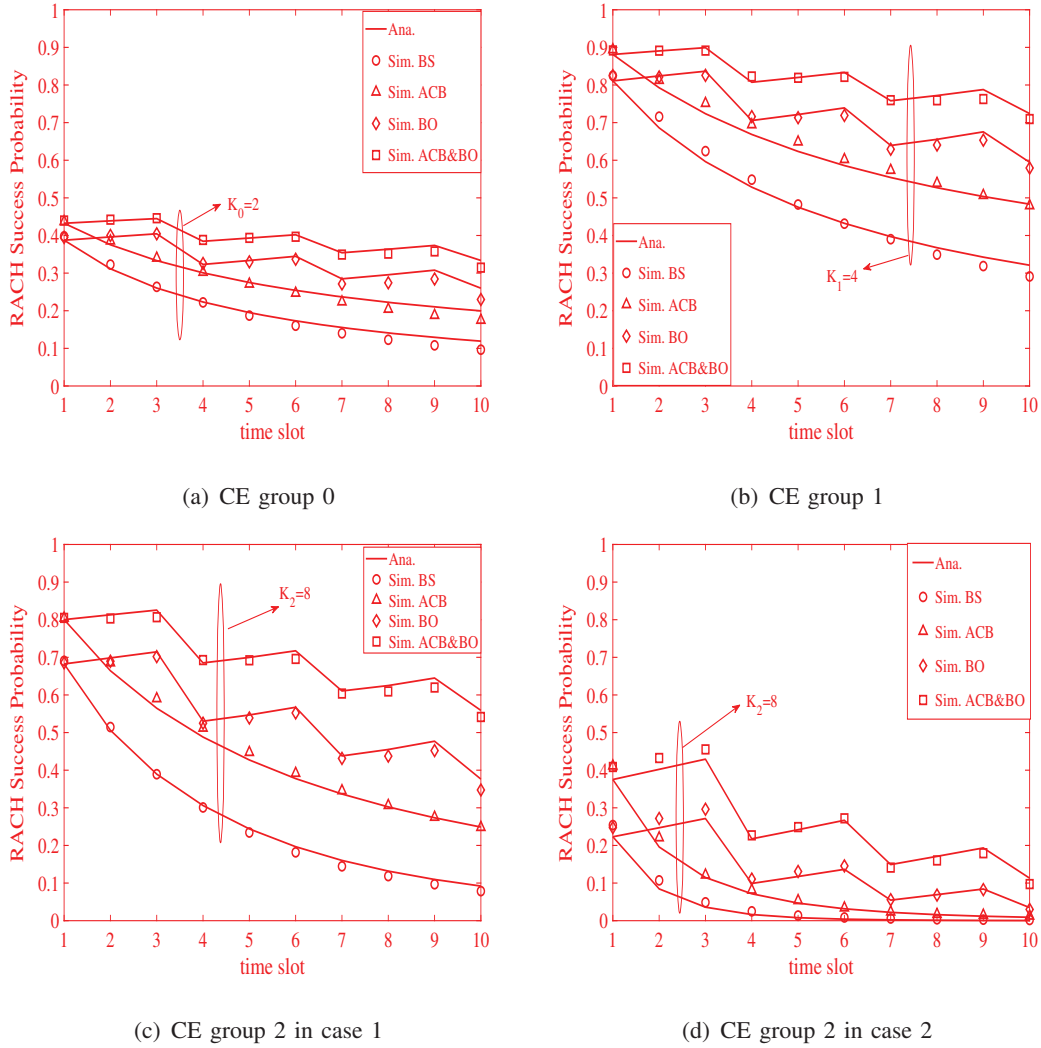 RACH Success Probability
1
0.9
0.8
0.7
0.6
0.5
0.4
0.3
0.2
0.1
0
Ana.
Sim. BS
Sim. ACB
Sim. BO
Sim. ACB&BO
K0=2
1 2 3 4 5 6 7 8 9 10
time slot
(a) CE group 0
RACH Success Probability
1
0.9
0.8
0.7
0.6
0.5
0.4
0.3
0.2
0.1
0
Ana.
Sim. BS
Sim. ACB
Sim. BO
Sim. ACB&BO
K1=4
1 2 3 4 5 6 7 8 9 10
time slot
(b) CE group 1
RACH Success Probability
1
0.9
0.8
0.7
0.6
0.5
0.4
0.3
0.2
0.1
0
Ana.
Sim. BS
Sim. ACB
Sim. BO
Sim. ACB&BO
K2=8
1 2 3 4 5 6 7 8 9 10
time slot
(c) CE group 2 in case 1
RACH Success Probability
1
0.9
0.8
0.7
0.6
0.5
0.4
0.3
0.2
0.1
0
Ana.
Sim. BS
Sim. ACB
Sim. BO
Sim. ACB&BO
K2=8
1 2 3 4 5 6 7 8 9 10
time slot
(d) CE group 2 in case 2